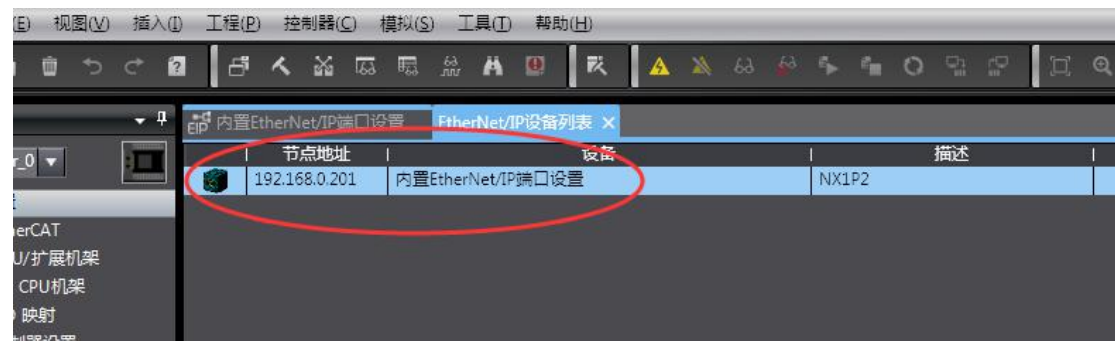 (E) 视图(V) 插入(I) 工程(P) 控制器(C) 模拟(S) 工具(T) 帮助(H)
EIP 内置EtherNet/IP端口设置 EtherNet/IP设备列表 ×
节点地址 设备 描述
r_0
192.168.0.201 内置EtherNet/IP端口设置 NX1P2
erCAT
U/扩展机架
CPU机架
映射